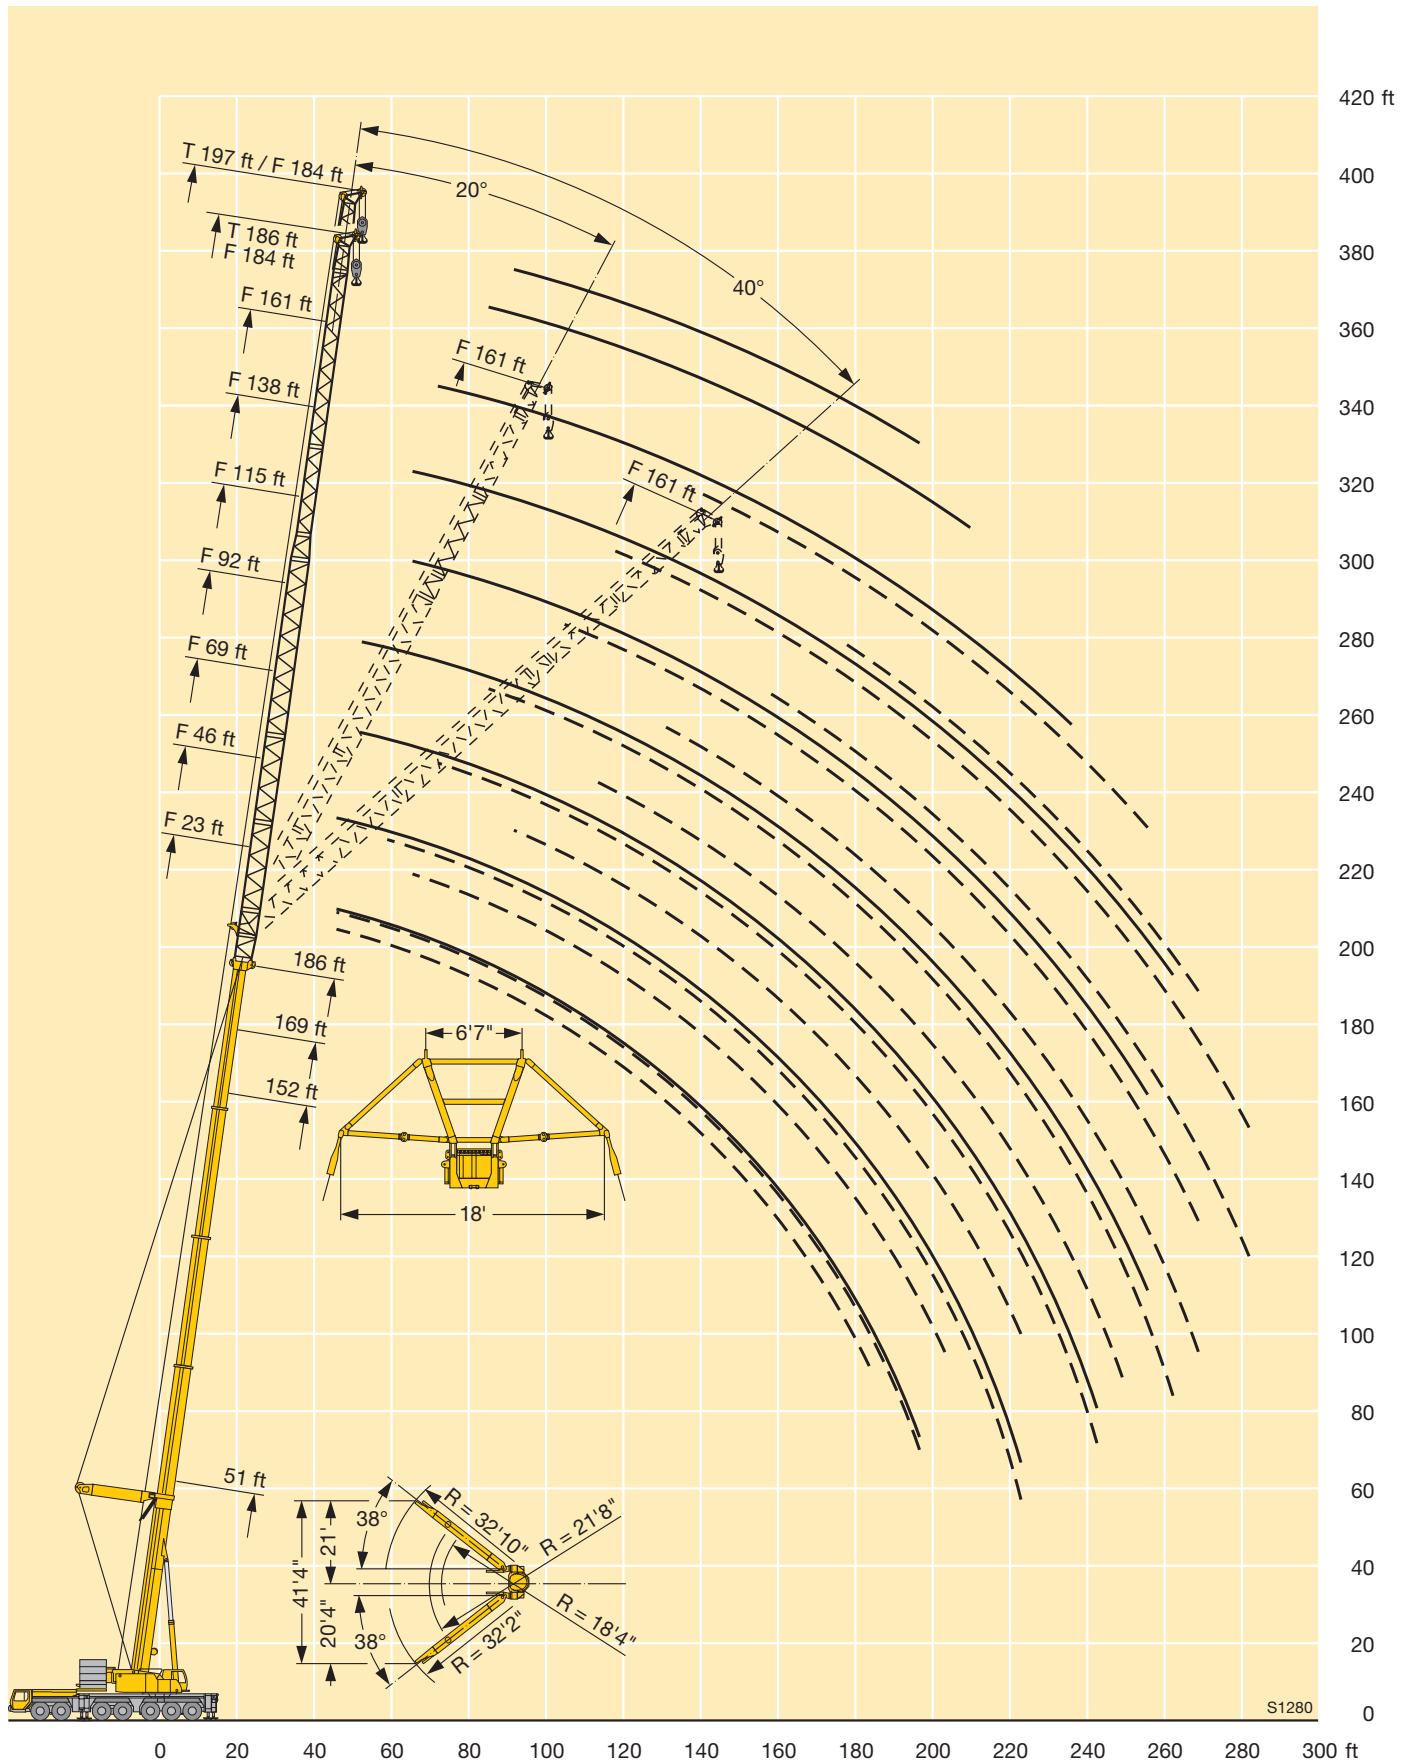 420 ft
T 197 ft / F 184 ft
20°
400
T 186 ft
F 184 ft
380
40°
F 161 ft
360
F 161 ft
F 138 ft
340
F 161 ft
F 115 ft
320
F 92 ft
300
F 69 ft
280
F 46 ft
260
240
F 23 ft
220
200
186 ft
169 ft
6'7"
180
152 ft
160
140
18'
120
100
80
51 ft
60
38°
R = 32'10"
R = 21'8"
21'
41'4"
20'4"
38°
R = 32'2"
R = 18'4"
40
20
S1280
0
0 20 40 60 80 100 120 140 160 180 200 220 240 260 280 300 ft